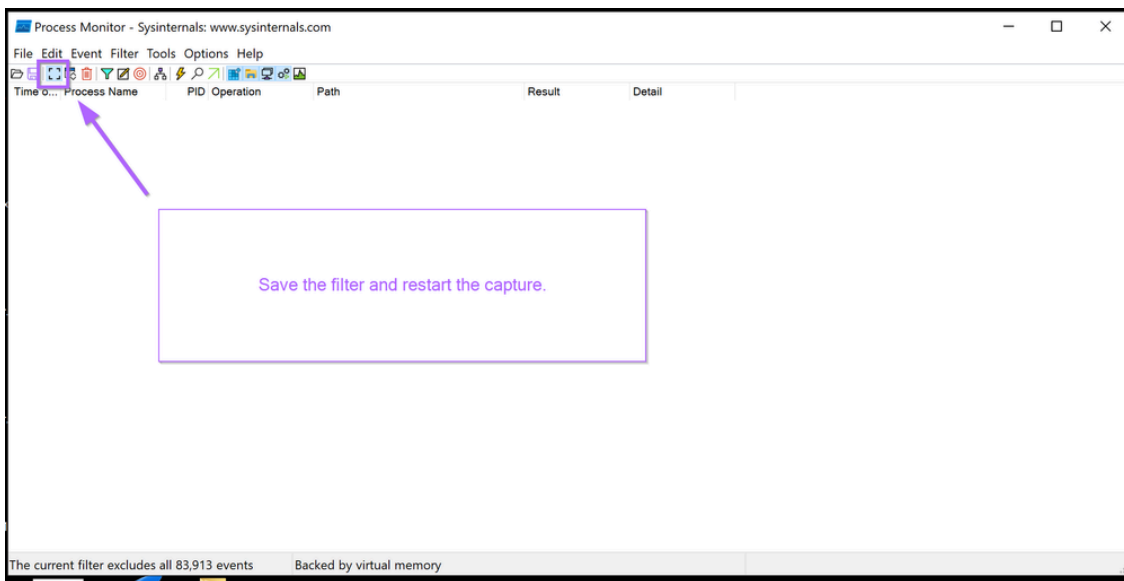 Process Monitor - Sysinternals: www.sysinternals.com
File Edit Event Filter Tools Options Help
Time o... Process Name PID Operation Path Result Detail
Save the filter and restart the capture.
The current filter excludes all 83,913 events Backed by virtual memory